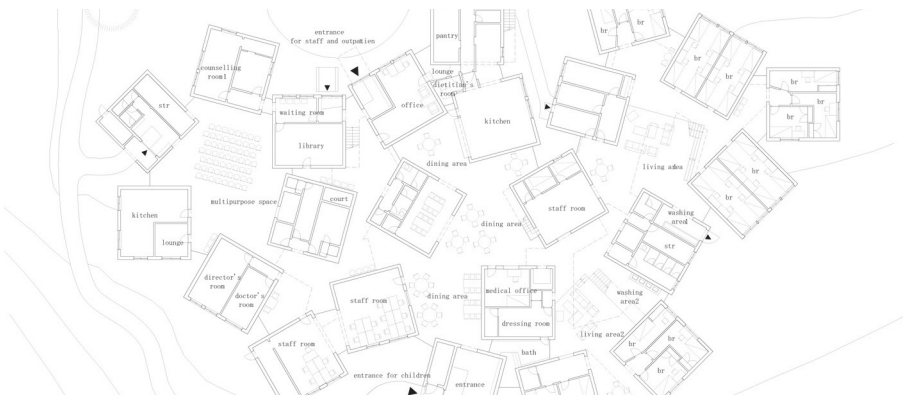 entrance
for staff and outpatien
pantry
br
br
br
br
counselling
room1
str
lounge
dietitian's
room
office
waiting room
kitchen
library
dining area
living area
br
br
br
br
br
court
multipurpose space
kitchen
lounge
staff room
dining area
washing
area1
str
director's
room
doctor's
room
staff room
dining area
medical office
dressing room
washing
area2
living area2
staff room
bath
br
br
entrance for children
entrance